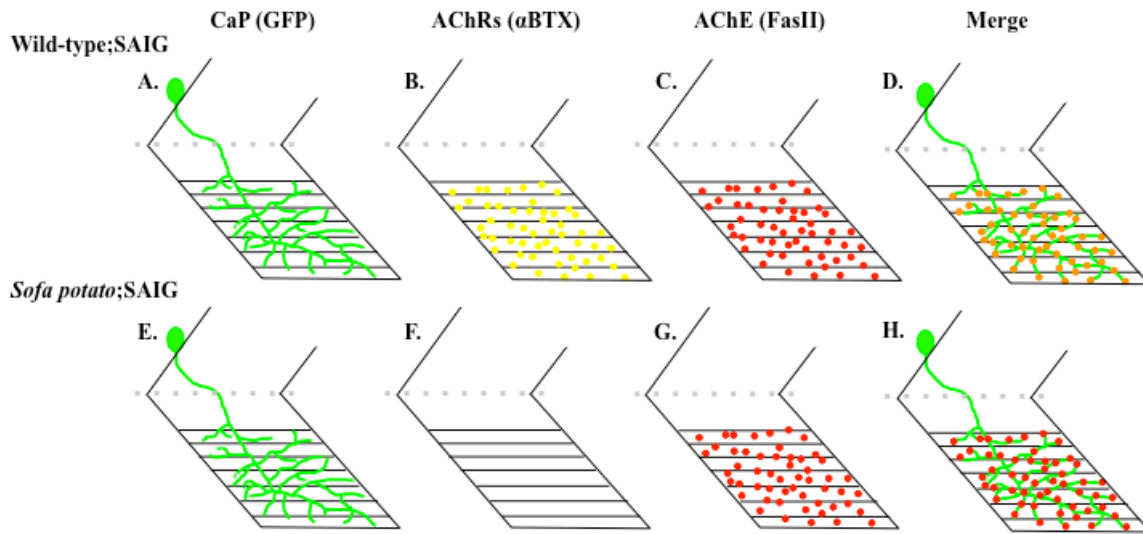 CaP (GFP) AChRs (αBTX) AChE (FasII) Merge
Wild-type;SAIG
A. B. C. D.
Sofa potato;SAIG
E. F. G. H.